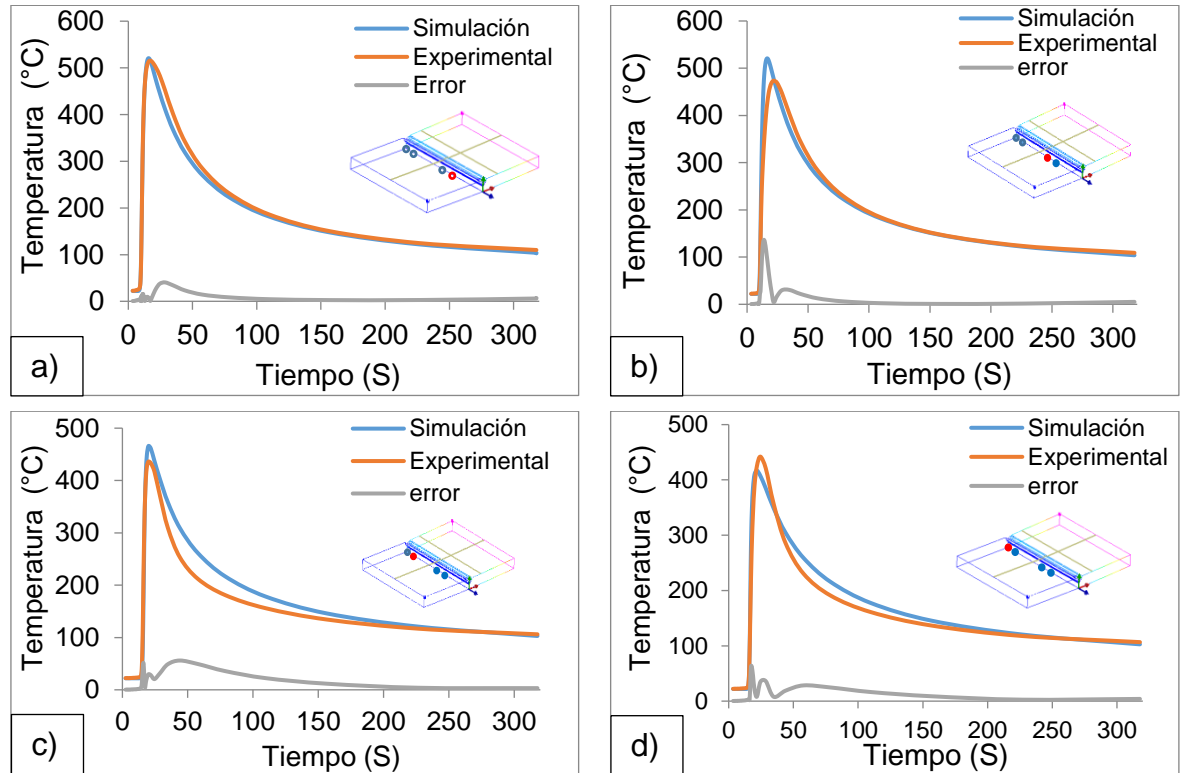 600
500
400
300
200
100
0
Temperatura (°C)
Simulación
Experimental
Error
0 50 100 150 200 250 300
Tiempo (S)
a)
600
500
400
300
200
100
0
Temperatura (°C)
Simulación
Experimental
error
0 50 100 150 200 250 300
Tiempo (S)
b)
500
400
300
200
100
0
Temperatura (°C)
Simulación
Experimental
error
0 50 100 150 200 250 300
Tiempo (S)
c)
500
400
300
200
100
0
Temperatura (°C)
Simulación
Experimental
error
0 50 100 150 200 250 300
Tiempo (S)
d)